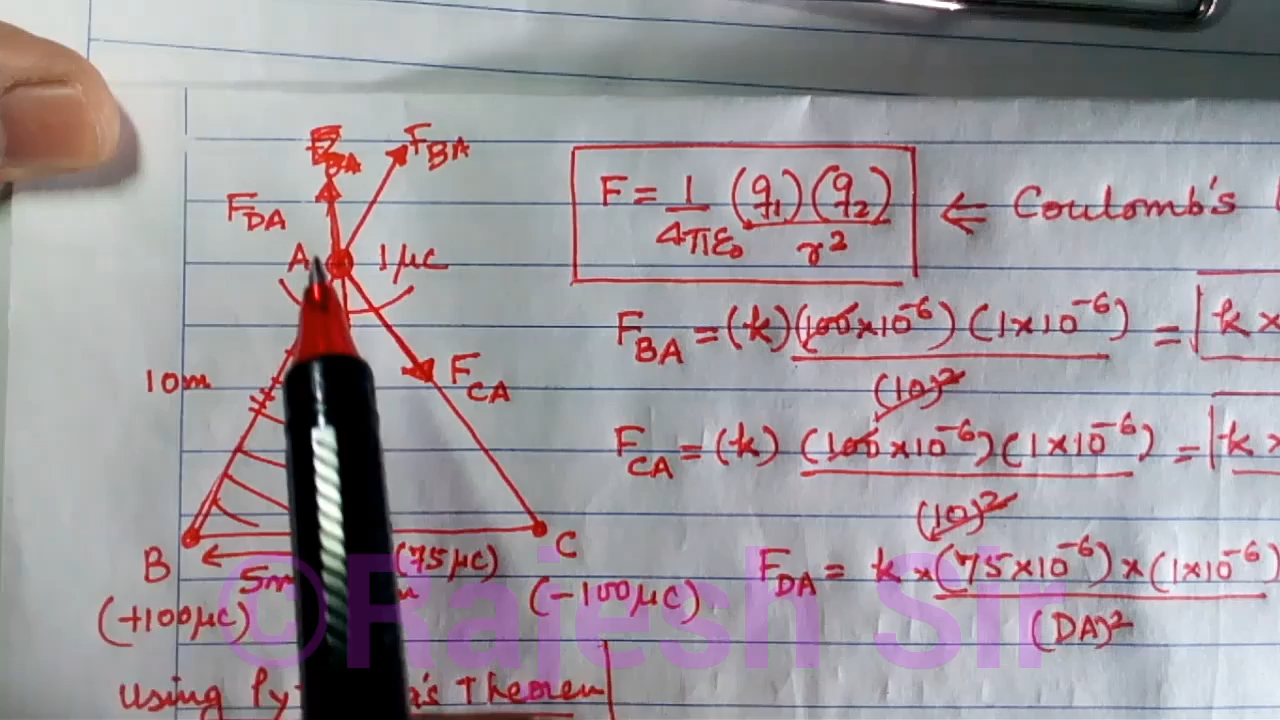 F_BA
F_DA
A 1μc
F_CA
10m
B C
5m (75μc)
(+100μc) (-100μc)
F = 1/4πε₀ (q₁)(q₂)/r² ⇐ Coulomb's
F_BA = (k)(100×10⁻⁶)(1×10⁻⁶)/(10)² = k×
F_CA = (k)(100×10⁻⁶)(1×10⁻⁶)/(10)² = k×
F_DA = k×(75×10⁻⁶)×(1×10⁻⁶)/(DA)²
©Rajesh Sir
Using Theorem